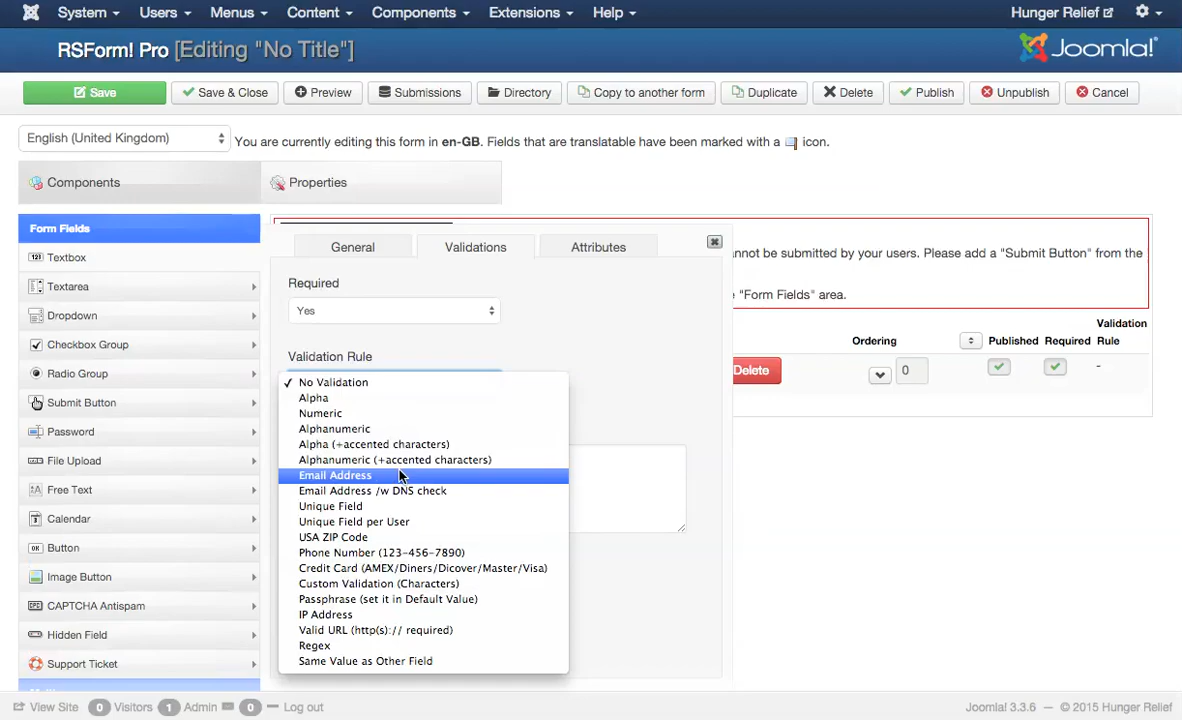 System Users Menus Content Components Extensions Help Hunger Relief
RSForm! Pro [Editing "No Title"] Joomla!®
Save Save & Close Preview Submissions Directory Copy to another form Duplicate Delete Publish Unpublish Cancel
English (United Kingdom) You are currently editing this form in en-GB. Fields that are translatable have been marked with a icon.
Components Properties
Form Fields
Textbox
Textarea
Dropdown
Checkbox Group
Radio Group
Submit Button
Password
File Upload
Free Text
Calendar
Button
Image Button
CAPTCHA Antispam
Hidden Field
Support Ticket
General Validations Attributes
Required
Yes
Validation Rule
No Validation
Alpha
Numeric
Alphanumeric
Alpha (+accented characters)
Alphanumeric (+accented characters)
Email Address
Email Address /w DNS check
Unique Field
Unique Field per User
USA ZIP Code
Phone Number (123-456-7890)
Credit Card (AMEX/Diners/Dicover/Master/Visa)
Custom Validation (Characters)
Passphrase (set it in Default Value)
IP Address
Valid URL (http(s):// required)
Regex
Same Value as Other Field
annot be submitted by your users. Please add a "Submit Button" from the
"Form Fields" area.
Ordering Published Required Validation Rule
Delete 0 -
View Site 0 Visitors 1 Admin 0 Log out Joomla! 3.3.6 — © 2015 Hunger Relief